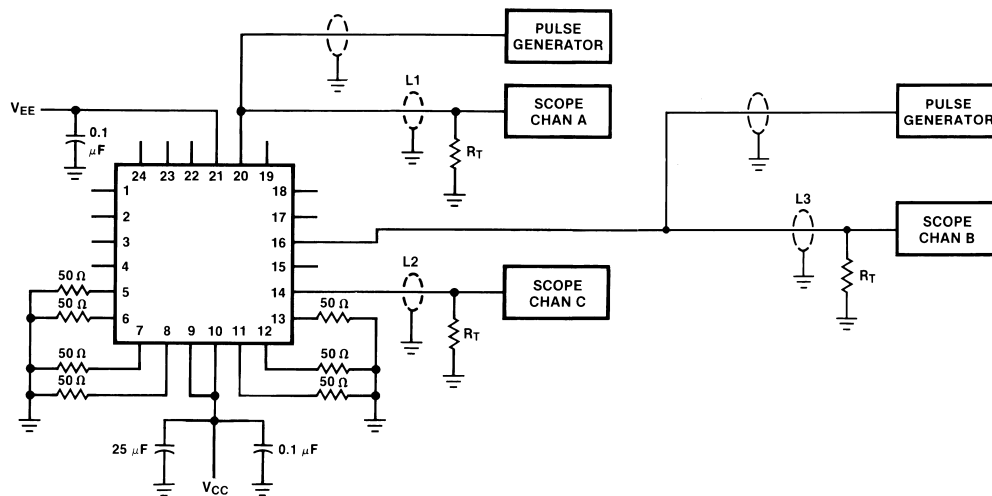 PULSE
GENERATOR
L1
SCOPE
CHAN A
RT
VEE
0.1
μF
PULSE
GENERATOR
L3
SCOPE
CHAN B
RT
24 23 22 21 20 19
1
2
3
4
5
6
18
17
16
15
14
13
7 8 9 10 11 12
L2
SCOPE
CHAN C
RT
50 Ω
50 Ω
50 Ω
50 Ω
50 Ω
50 Ω
50 Ω
25 μF
0.1 μF
VCC